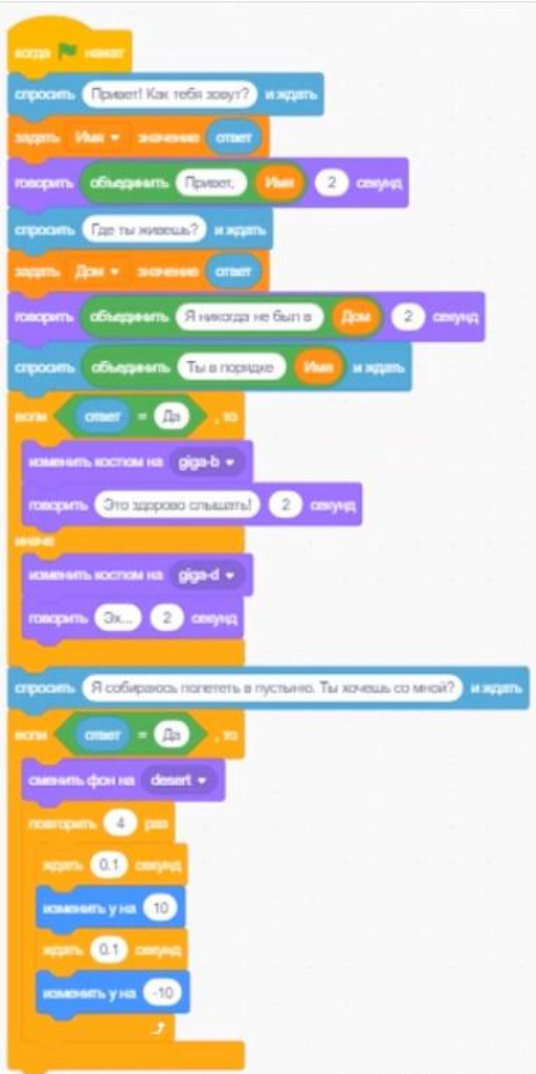 когда нажат
спросить Привет! Как тебя зовут? и ждать
задать Имя значение ответ
говорить объединить Привет, Имя 2 секунд
спросить Где ты живешь? и ждать
задать Дом значение ответ
говорить объединить Я никогда не был в Дом 2 секунд
спросить объединить Ты в порядке Имя и ждать
если ответ = Да , то
изменить костюм на giga-b
говорить Это здорово слышать! 2 секунд
иначе
изменить костюм на giga-d
говорить Эх... 2 секунд
спросить Я собираюсь полететь в пустыню. Ты хочешь со мной? и ждать
если ответ = Да , то
сменить фон на desert
повторить 4 раз
ждать 0.1 секунд
изменить y на 10
ждать 0.1 секунд
изменить y на -10